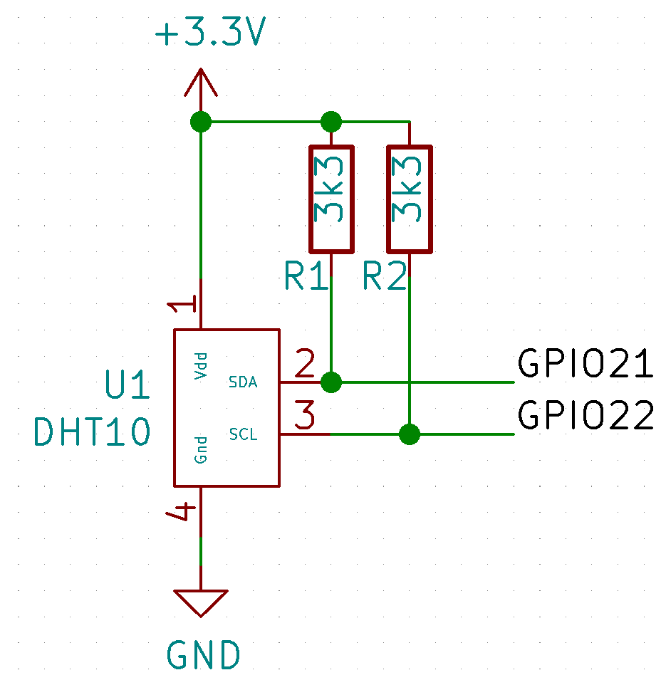 +3.3V
3k3
3k3
R1
R2
1
Vdd
U1
DHT10
SDA
2
GPIO21
SCL
3
GPIO22
Gnd
4
GND